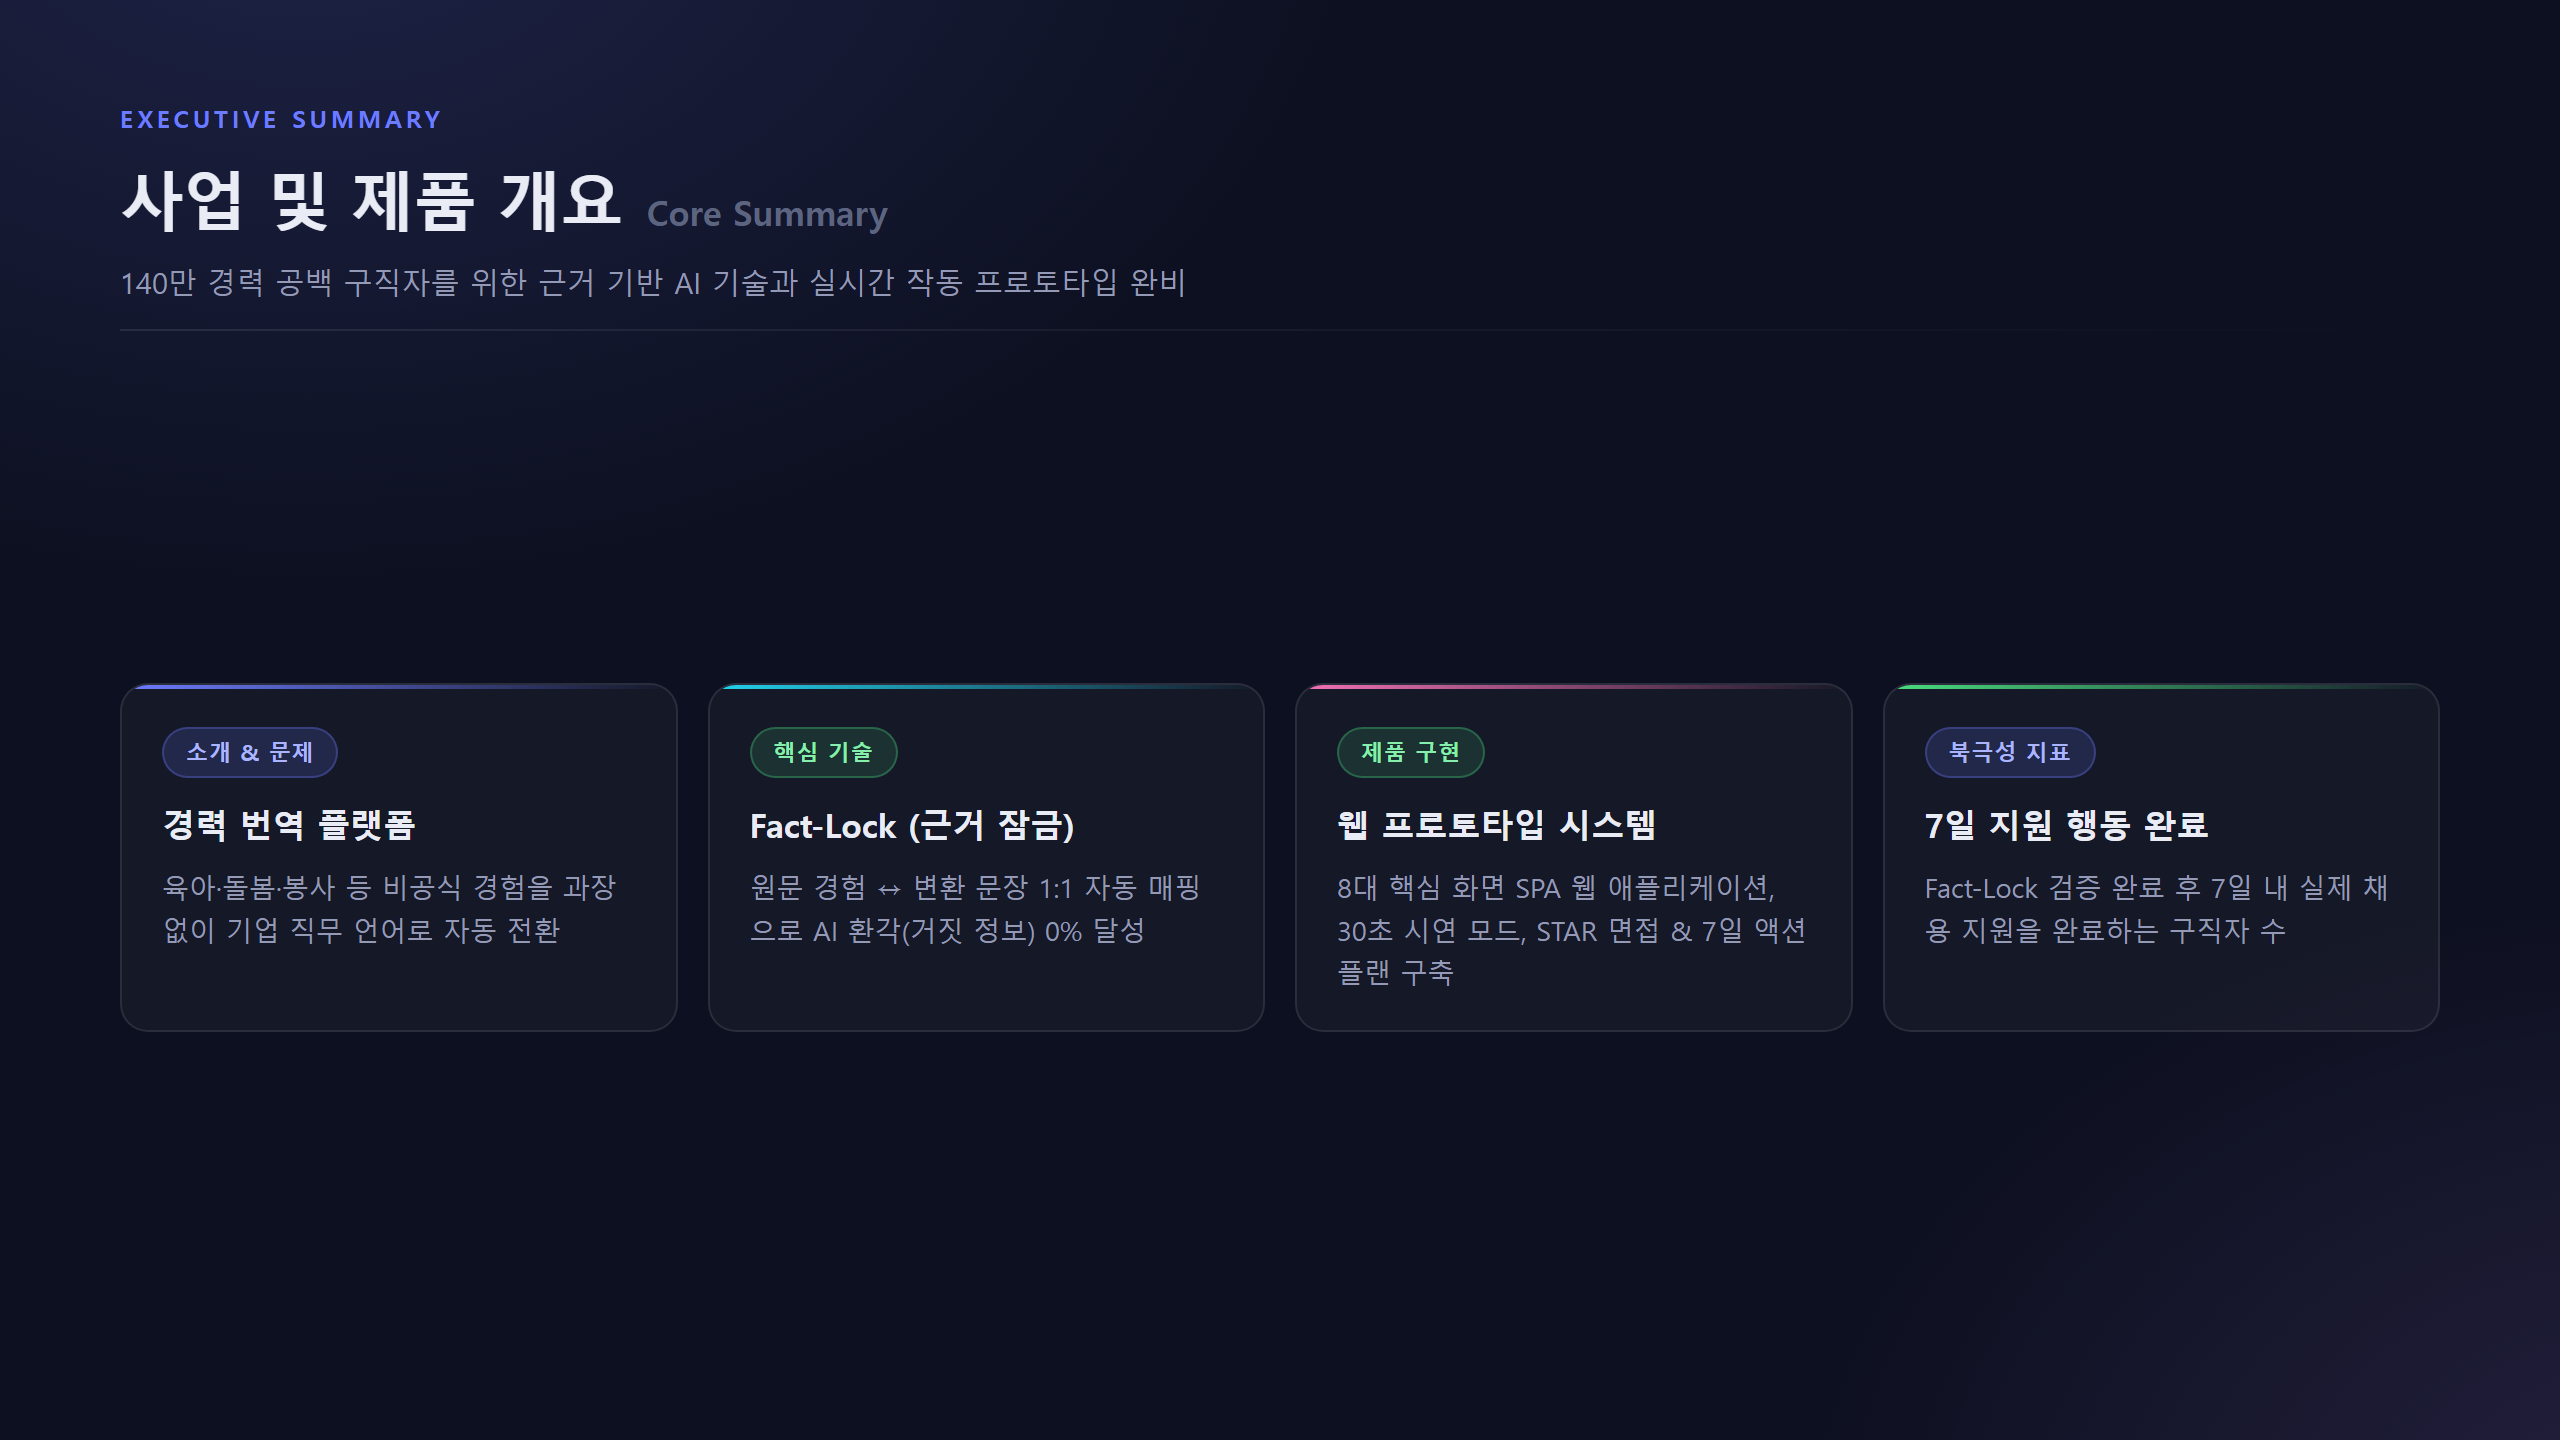 EXECUTIVE SUMMARY
사업 및 제품 개요 Core Summary
140만 경력 공백 구직자를 위한 근거 기반 AI 기술과 실시간 작동 프로토타입 완비
소개 & 문제
경력 번역 플랫폼
육아·돌봄·봉사 등 비공식 경험을 과장
없이 기업 직무 언어로 자동 전환
핵심 기술
Fact-Lock (근거 잠금)
원문 경험 ↔ 변환 문장 1:1 자동 매핑
으로 AI 환각(거짓 정보) 0% 달성
제품 구현
웹 프로토타입 시스템
8대 핵심 화면 SPA 웹 애플리케이션,
30초 시연 모드, STAR 면접 & 7일 액션
플랜 구축
북극성 지표
7일 지원 행동 완료
Fact-Lock 검증 완료 후 7일 내 실제 채
용 지원을 완료하는 구직자 수